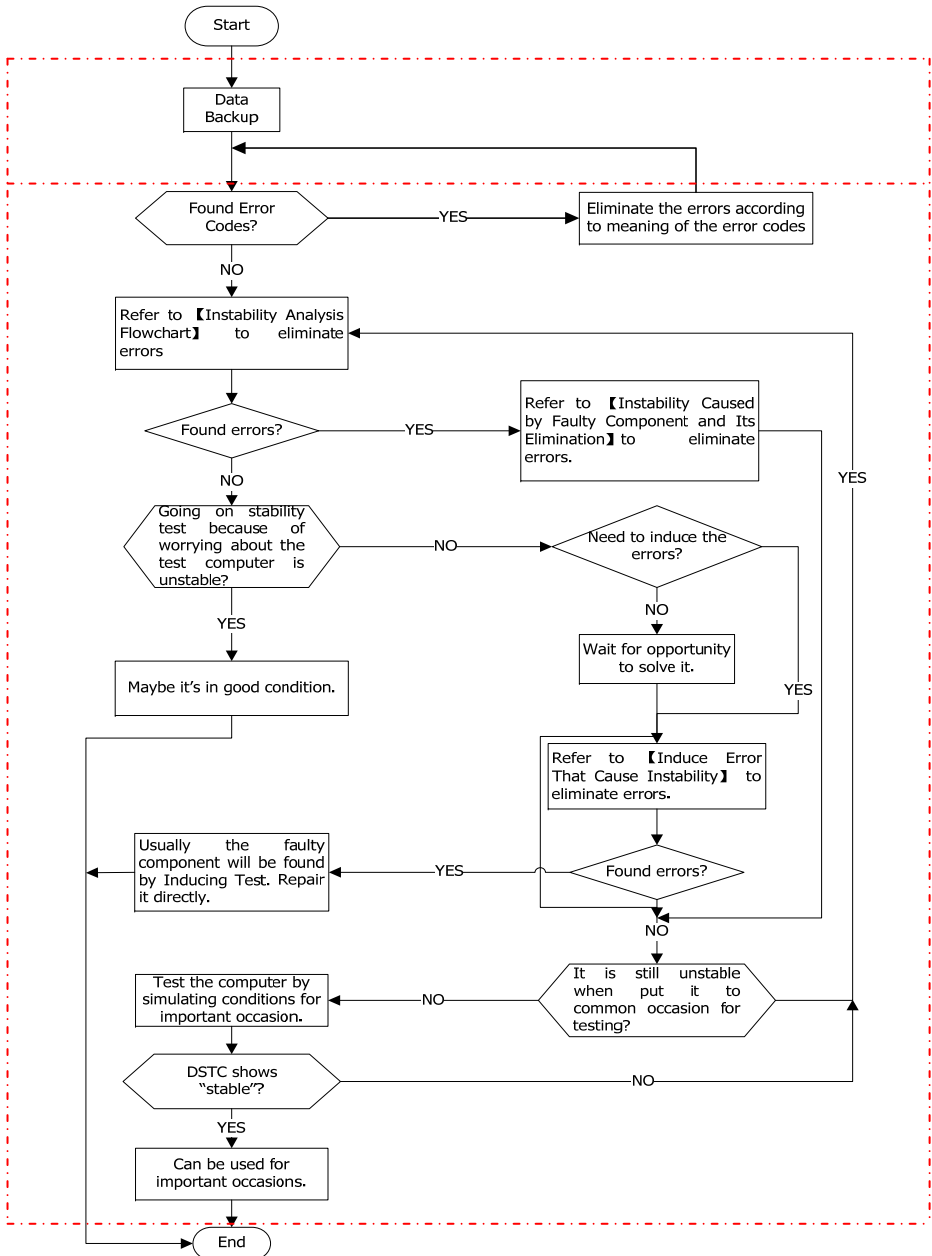 Start
Data
Backup
Found Error
Codes?
YES
Eliminate the errors according
to meaning of the error codes
NO
Refer to 【Instability Analysis
Flowchart】 to eliminate
errors
Found errors?
YES
Refer to 【Instability Caused
by Faulty Component and Its
Elimination】to eliminate
errors.
YES
NO
Going on stability
test because of
worrying about the
test computer is
unstable?
NO
Need to induce the
errors?
YES
NO
Wait for opportunity
to solve it.
Maybe it's in good condition.
YES
Refer to 【Induce Error
That Cause Instability】 to
eliminate errors.
Usually the faulty
component will be found
by Inducing Test. Repair
it directly.
YES
Found errors?
NO
Test the computer by
simulating conditions for
important occasion.
NO
It is still unstable
when put it to
common occasion for
testing?
DSTC shows
“stable”?
NO
YES
Can be used for
important occasions.
End